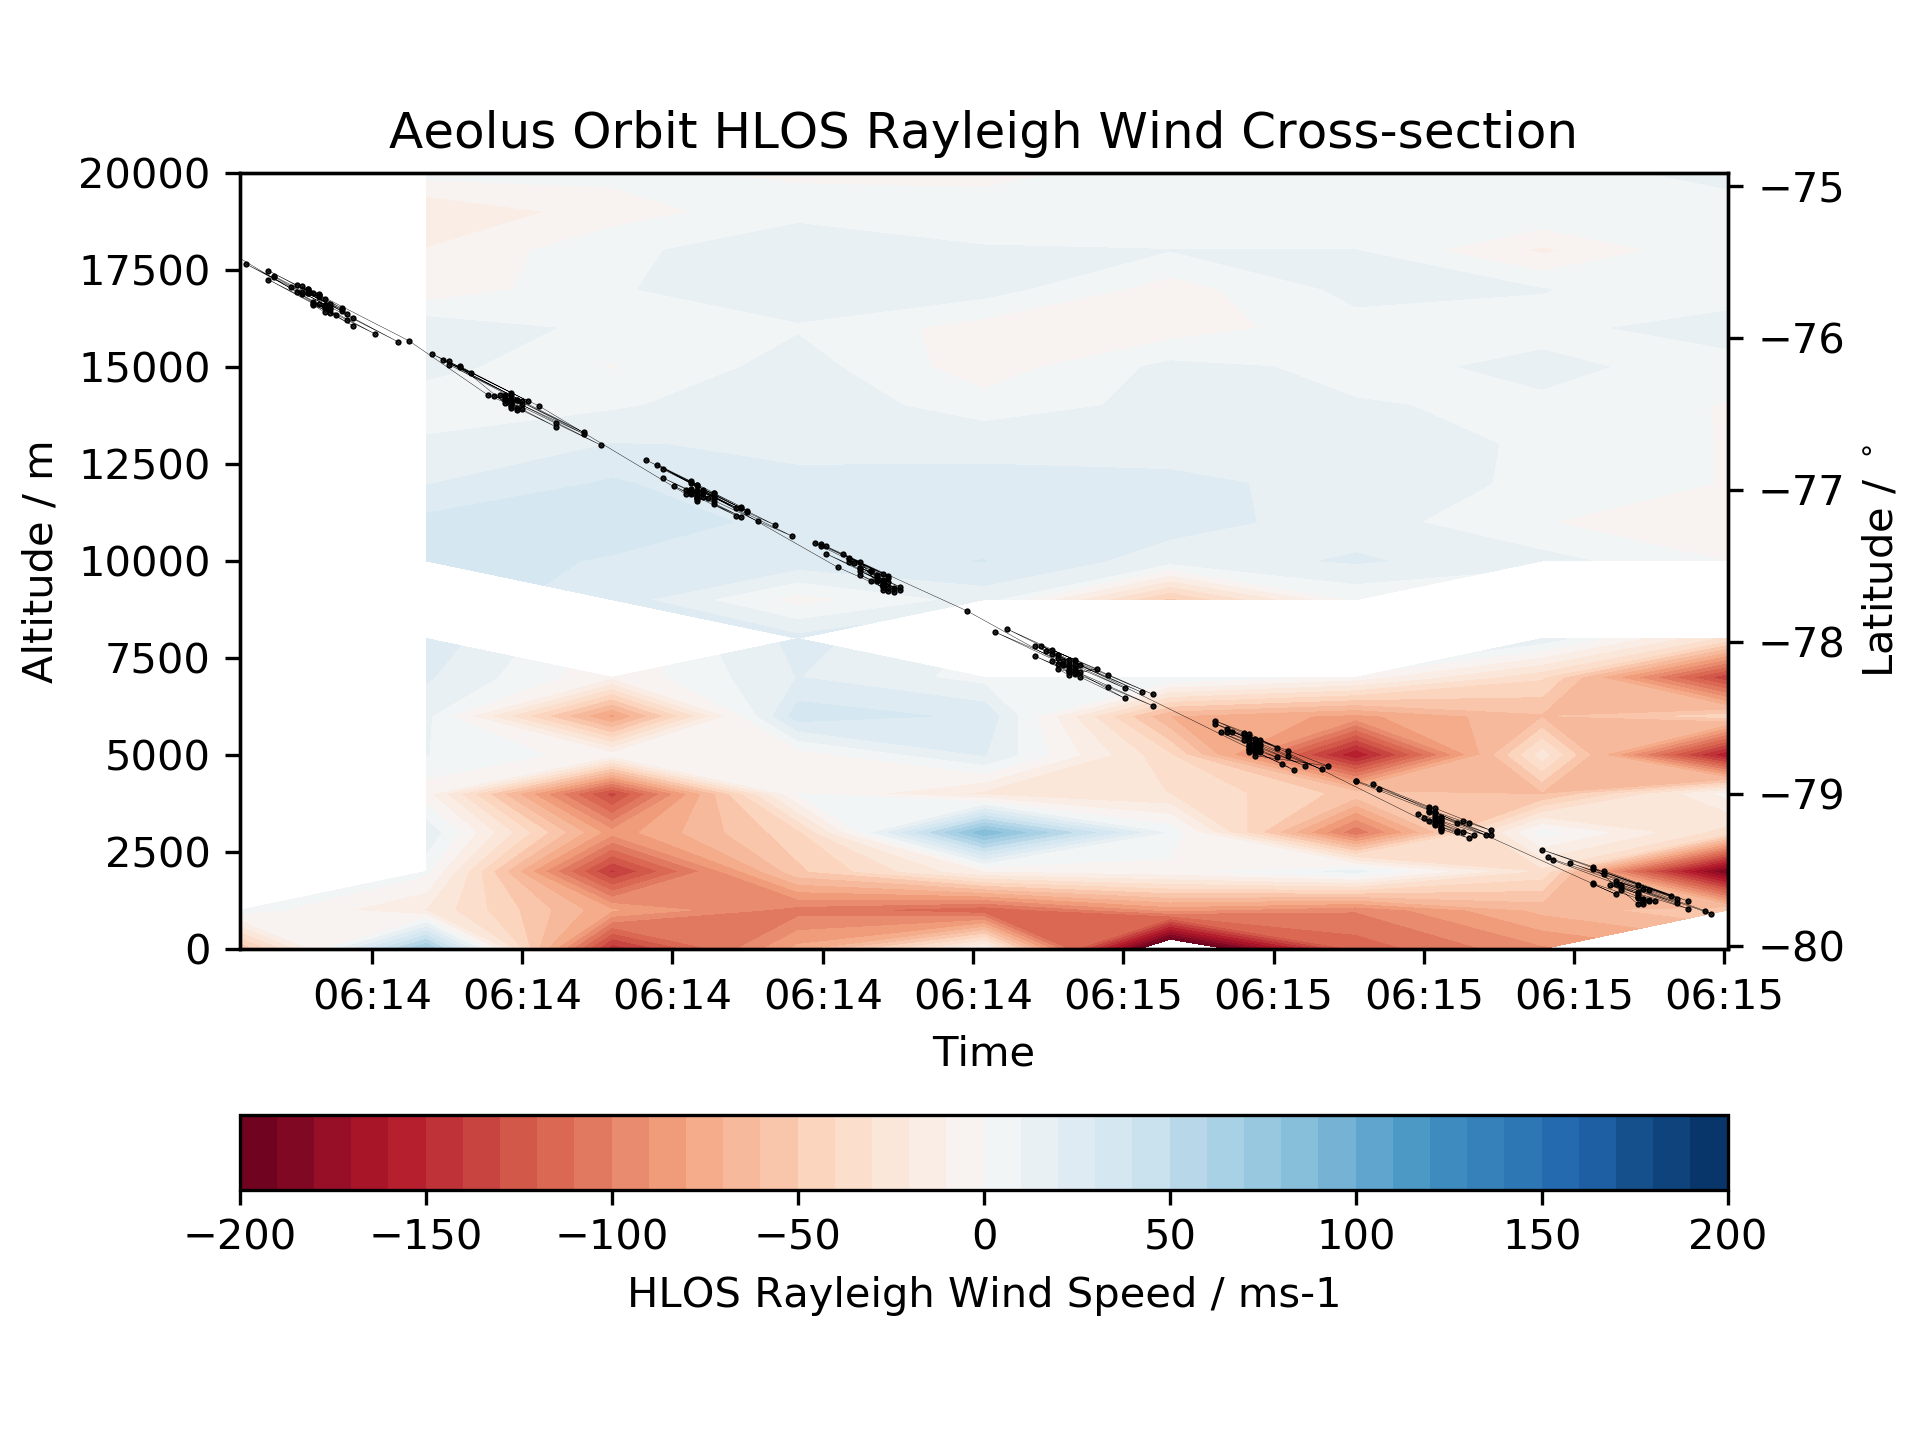 Aeolus Orbit HLOS Rayleigh Wind Cross-section
20000
17500
15000
12500
10000
7500
5000
2500
0
Altitude / m
−75
−76
−77
−78
−79
−80
Latitude / °
06:14 06:14 06:14 06:14 06:14 06:15 06:15 06:15 06:15 06:15
Time
−200 −150 −100 −50 0 50 100 150 200
HLOS Rayleigh Wind Speed / ms-1